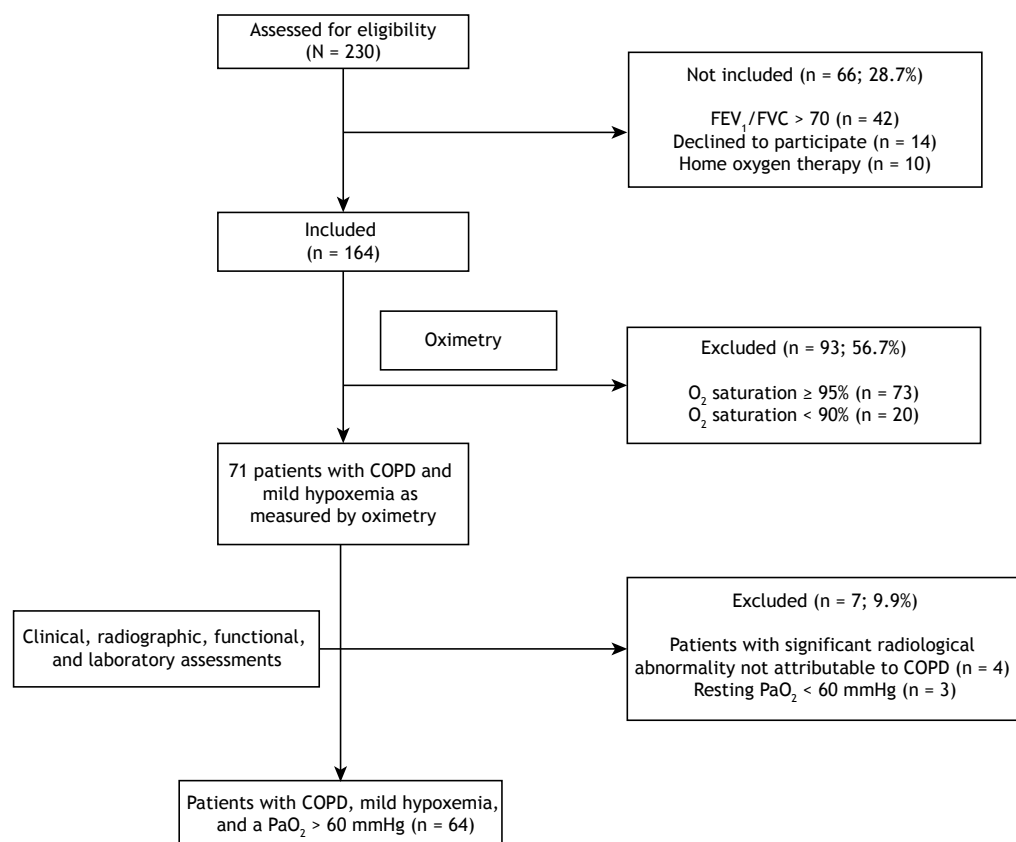 Assessed for eligibility
(N = 230)
Not included (n = 66; 28.7%)
FEV₁/FVC > 70 (n = 42)
Declined to participate (n = 14)
Home oxygen therapy (n = 10)
Included
(n = 164)
Oximetry
Excluded (n = 93; 56.7%)
O₂ saturation ≥ 95% (n = 73)
O₂ saturation < 90% (n = 20)
71 patients with COPD and
mild hypoxemia as
measured by oximetry
Clinical, radiographic, functional,
and laboratory assessments
Excluded (n = 7; 9.9%)
Patients with significant radiological
abnormality not attributable to COPD (n = 4)
Resting PaO₂ < 60 mmHg (n = 3)
Patients with COPD, mild hypoxemia,
and a PaO₂ > 60 mmHg (n = 64)